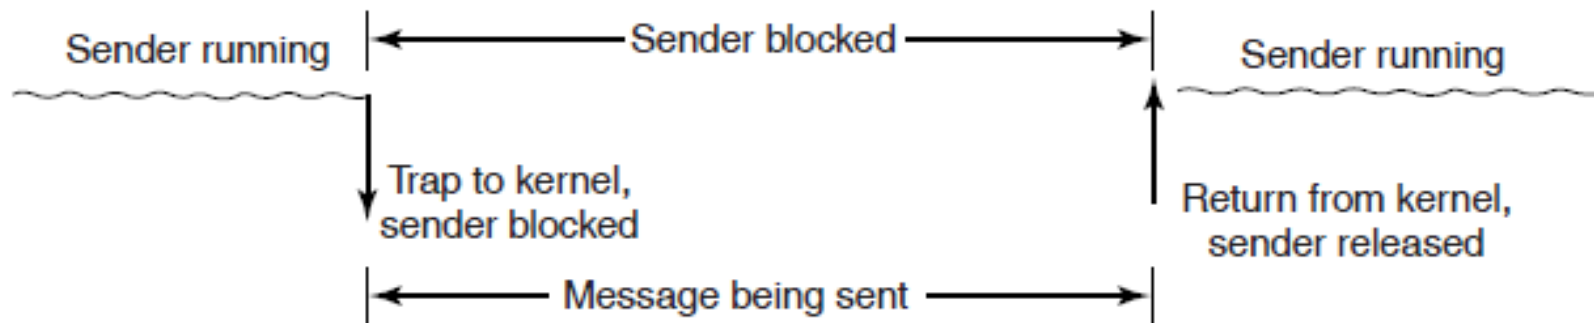 Sender running
Sender blocked
Sender running
Trap to kernel,
sender blocked
Return from kernel,
sender released
Message being sent